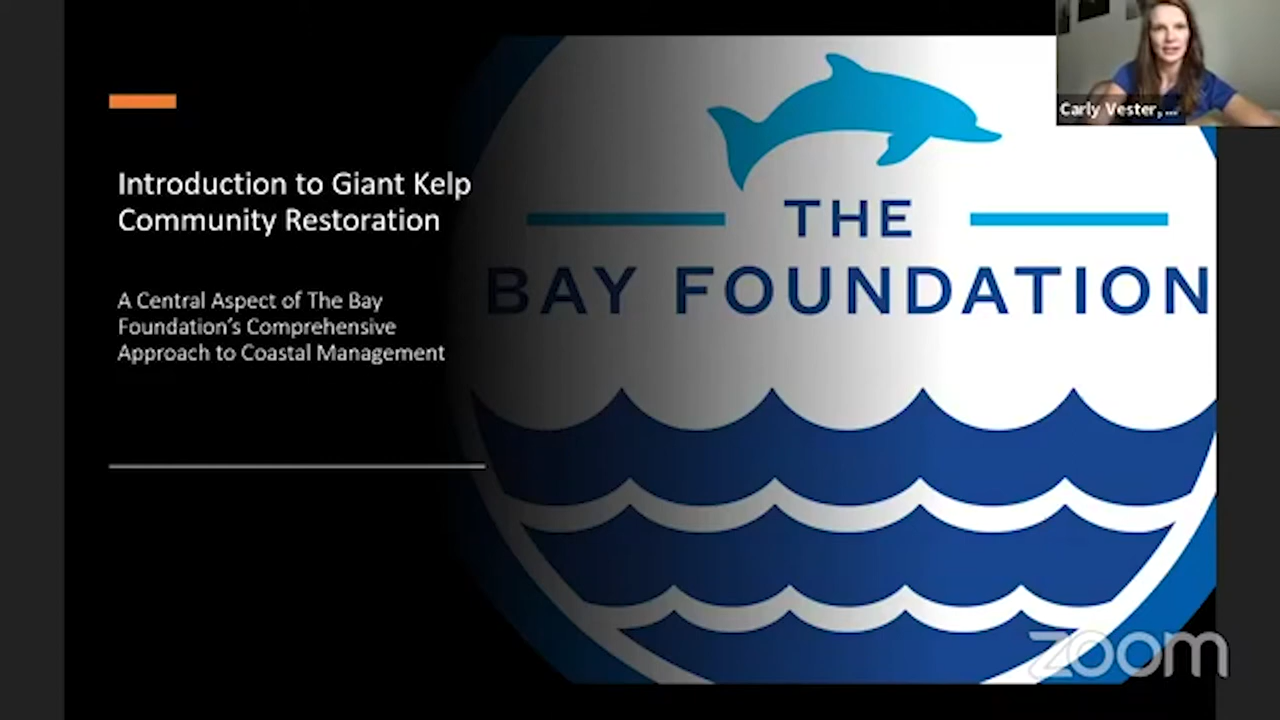 Carly Vester, ...
Introduction to Giant Kelp
Community Restoration
A Central Aspect of The Bay
Foundation's Comprehensive
Approach to Coastal Management
THE
BAY FOUNDATION
zoom